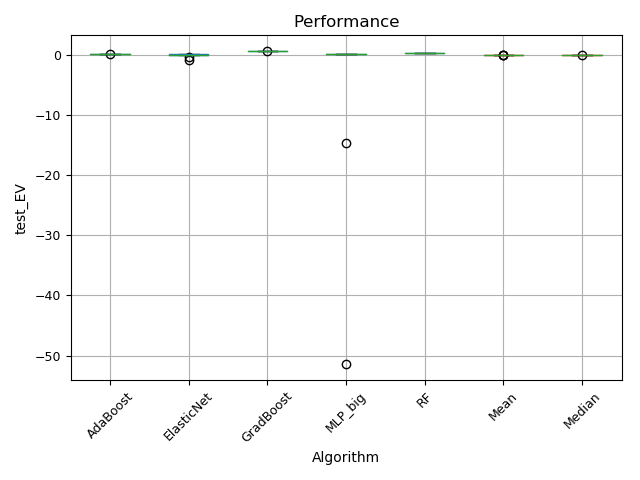 Performance
test_EV
0
−10
−20
−30
−40
−50
AdaBoost
ElasticNet
GradBoost
MLP_big
RF
Mean
Median
Algorithm